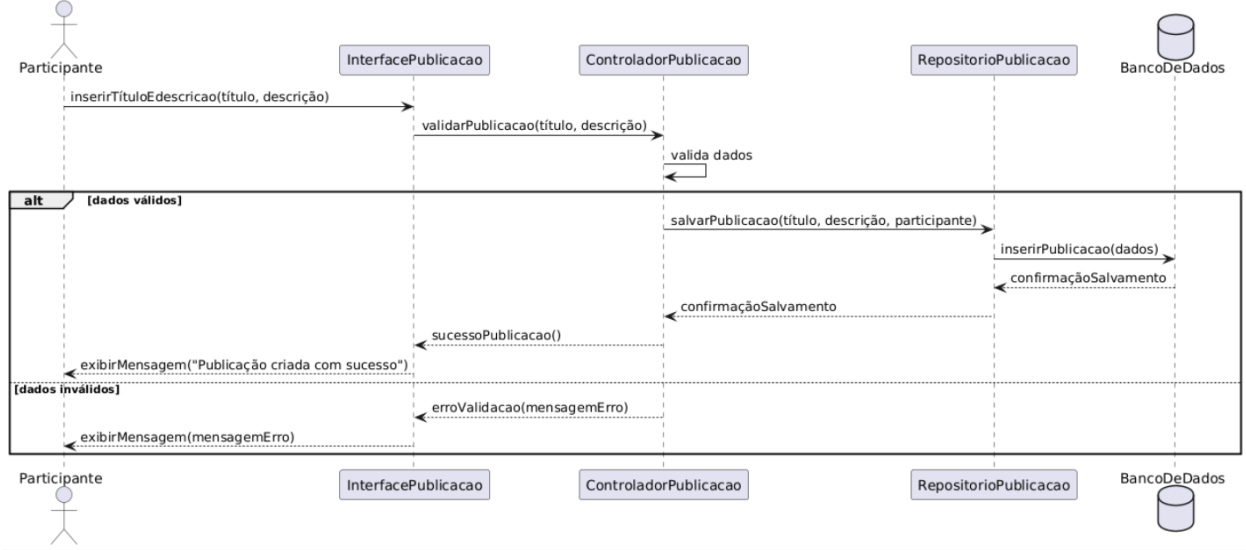 Participante
InterfacePublicacao
ControladorPublicacao
RepositorioPublicacao
BancoDeDados
inserirTítuloEdescricao(título, descrição)
validarPublicacao(título, descrição)
valida dados
alt
[dados válidos]
salvarPublicacao(título, descrição, participante)
inserirPublicacao(dados)
confirmaçãoSalvamento
confirmaçãoSalvamento
sucessoPublicacao()
exibirMensagem("Publicação criada com sucesso")
[dados inválidos]
erroValidacao(mensagemErro)
exibirMensagem(mensagemErro)
Participante
InterfacePublicacao
ControladorPublicacao
RepositorioPublicacao
BancoDeDados